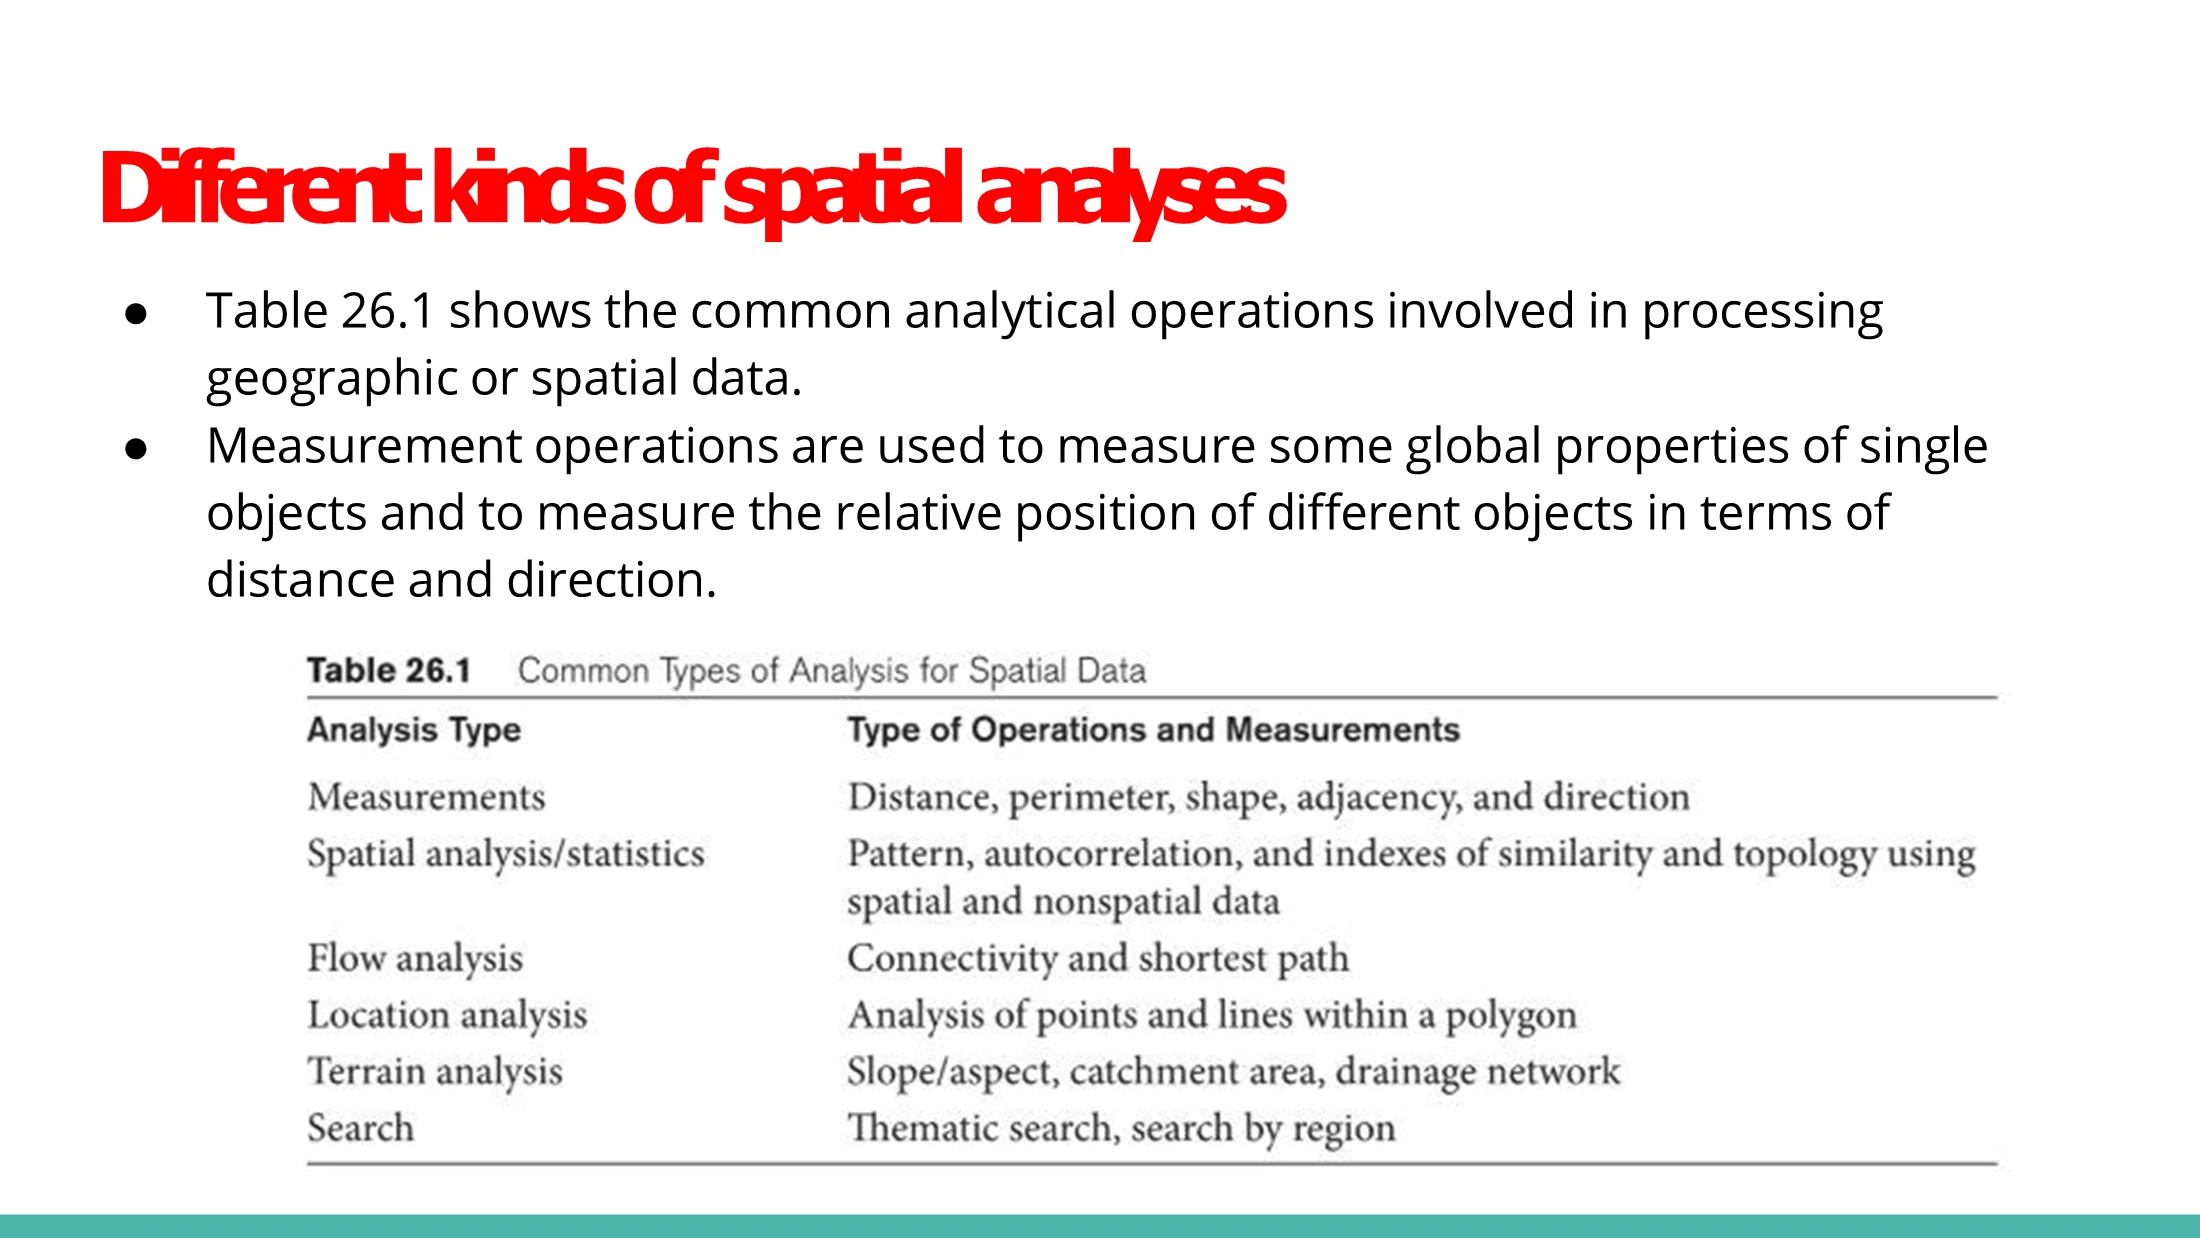 Different kinds of spatial analyses
● Table 26.1 shows the common analytical operations involved in processing
geographic or spatial data.
● Measurement operations are used to measure some global properties of single
objects and to measure the relative position of different objects in terms of
distance and direction.
Table 26.1 Common Types of Analysis for Spatial Data
Analysis Type Type of Operations and Measurements
Measurements Distance, perimeter, shape, adjacency, and direction
Spatial analysis/statistics Pattern, autocorrelation, and indexes of similarity and topology using
spatial and nonspatial data
Flow analysis Connectivity and shortest path
Location analysis Analysis of points and lines within a polygon
Terrain analysis Slope/aspect, catchment area, drainage network
Search Thematic search, search by region